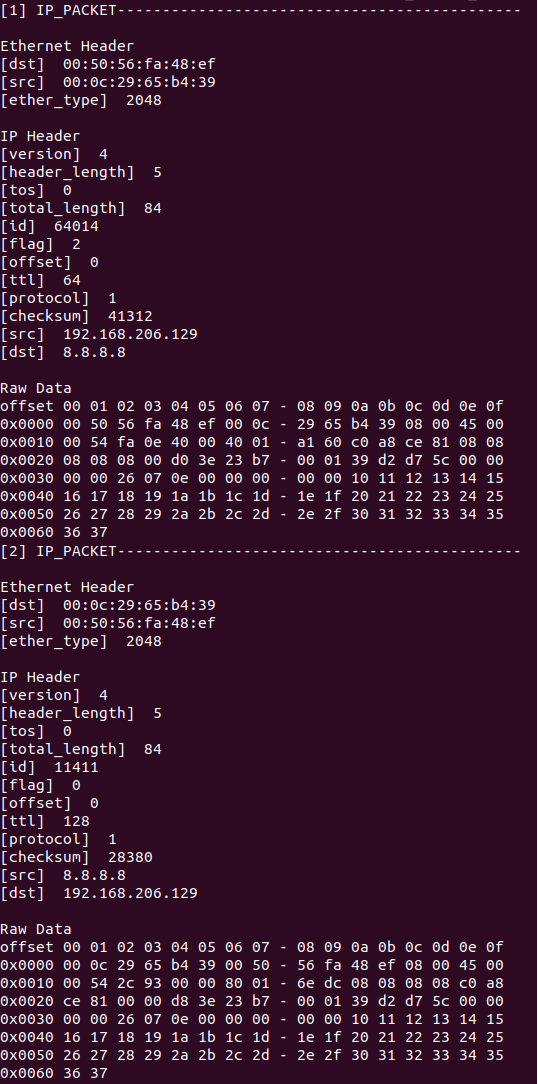 [1] IP_PACKET---------------------------------------------
Ethernet Header
[dst]  00:50:56:fa:48:ef
[src]  00:0c:29:65:b4:39
[ether_type]  2048
IP Header
[version]  4
[header_length]  5
[tos]  0
[total_length]  84
[id]  64014
[flag]  2
[offset]  0
[ttl]  64
[protocol]  1
[checksum]  41312
[src]  192.168.206.129
[dst]  8.8.8.8
Raw Data
offset 00 01 02 03 04 05 06 07 - 08 09 0a 0b 0c 0d 0e 0f
0x0000 00 50 56 fa 48 ef 00 0c - 29 65 b4 39 08 00 45 00
0x0010 00 54 fa 0e 40 00 40 01 - a1 60 c0 a8 ce 81 08 08
0x0020 08 08 08 00 d0 3e 23 b7 - 00 01 39 d2 d7 5c 00 00
0x0030 00 00 26 07 0e 00 00 00 - 00 00 10 11 12 13 14 15
0x0040 16 17 18 19 1a 1b 1c 1d - 1e 1f 20 21 22 23 24 25
0x0050 26 27 28 29 2a 2b 2c 2d - 2e 2f 30 31 32 33 34 35
0x0060 36 37
[2] IP_PACKET---------------------------------------------
Ethernet Header
[dst]  00:0c:29:65:b4:39
[src]  00:50:56:fa:48:ef
[ether_type]  2048
IP Header
[version]  4
[header_length]  5
[tos]  0
[total_length]  84
[id]  11411
[flag]  0
[offset]  0
[ttl]  128
[protocol]  1
[checksum]  28380
[src]  8.8.8.8
[dst]  192.168.206.129
Raw Data
offset 00 01 02 03 04 05 06 07 - 08 09 0a 0b 0c 0d 0e 0f
0x0000 00 0c 29 65 b4 39 00 50 - 56 fa 48 ef 08 00 45 00
0x0010 00 54 2c 93 00 00 80 01 - 6e dc 08 08 08 08 c0 a8
0x0020 ce 81 00 00 d8 3e 23 b7 - 00 01 39 d2 d7 5c 00 00
0x0030 00 00 26 07 0e 00 00 00 - 00 00 10 11 12 13 14 15
0x0040 16 17 18 19 1a 1b 1c 1d - 1e 1f 20 21 22 23 24 25
0x0050 26 27 28 29 2a 2b 2c 2d - 2e 2f 30 31 32 33 34 35
0x0060 36 37